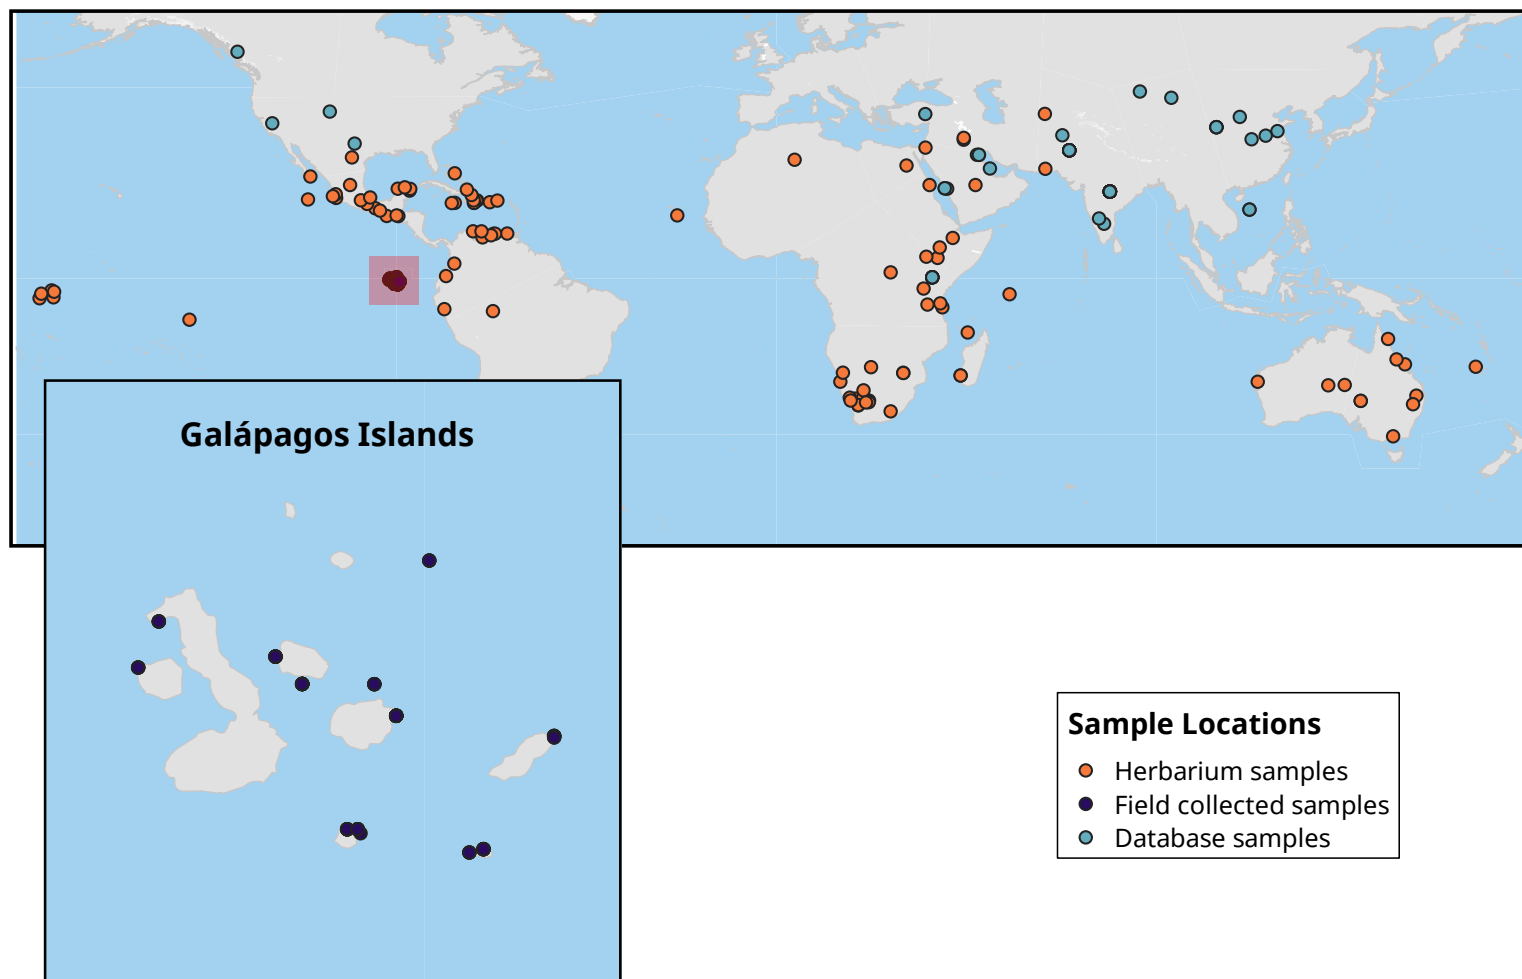 Galápagos Islands
Sample Locations
Herbarium samples
Field collected samples
Database samples